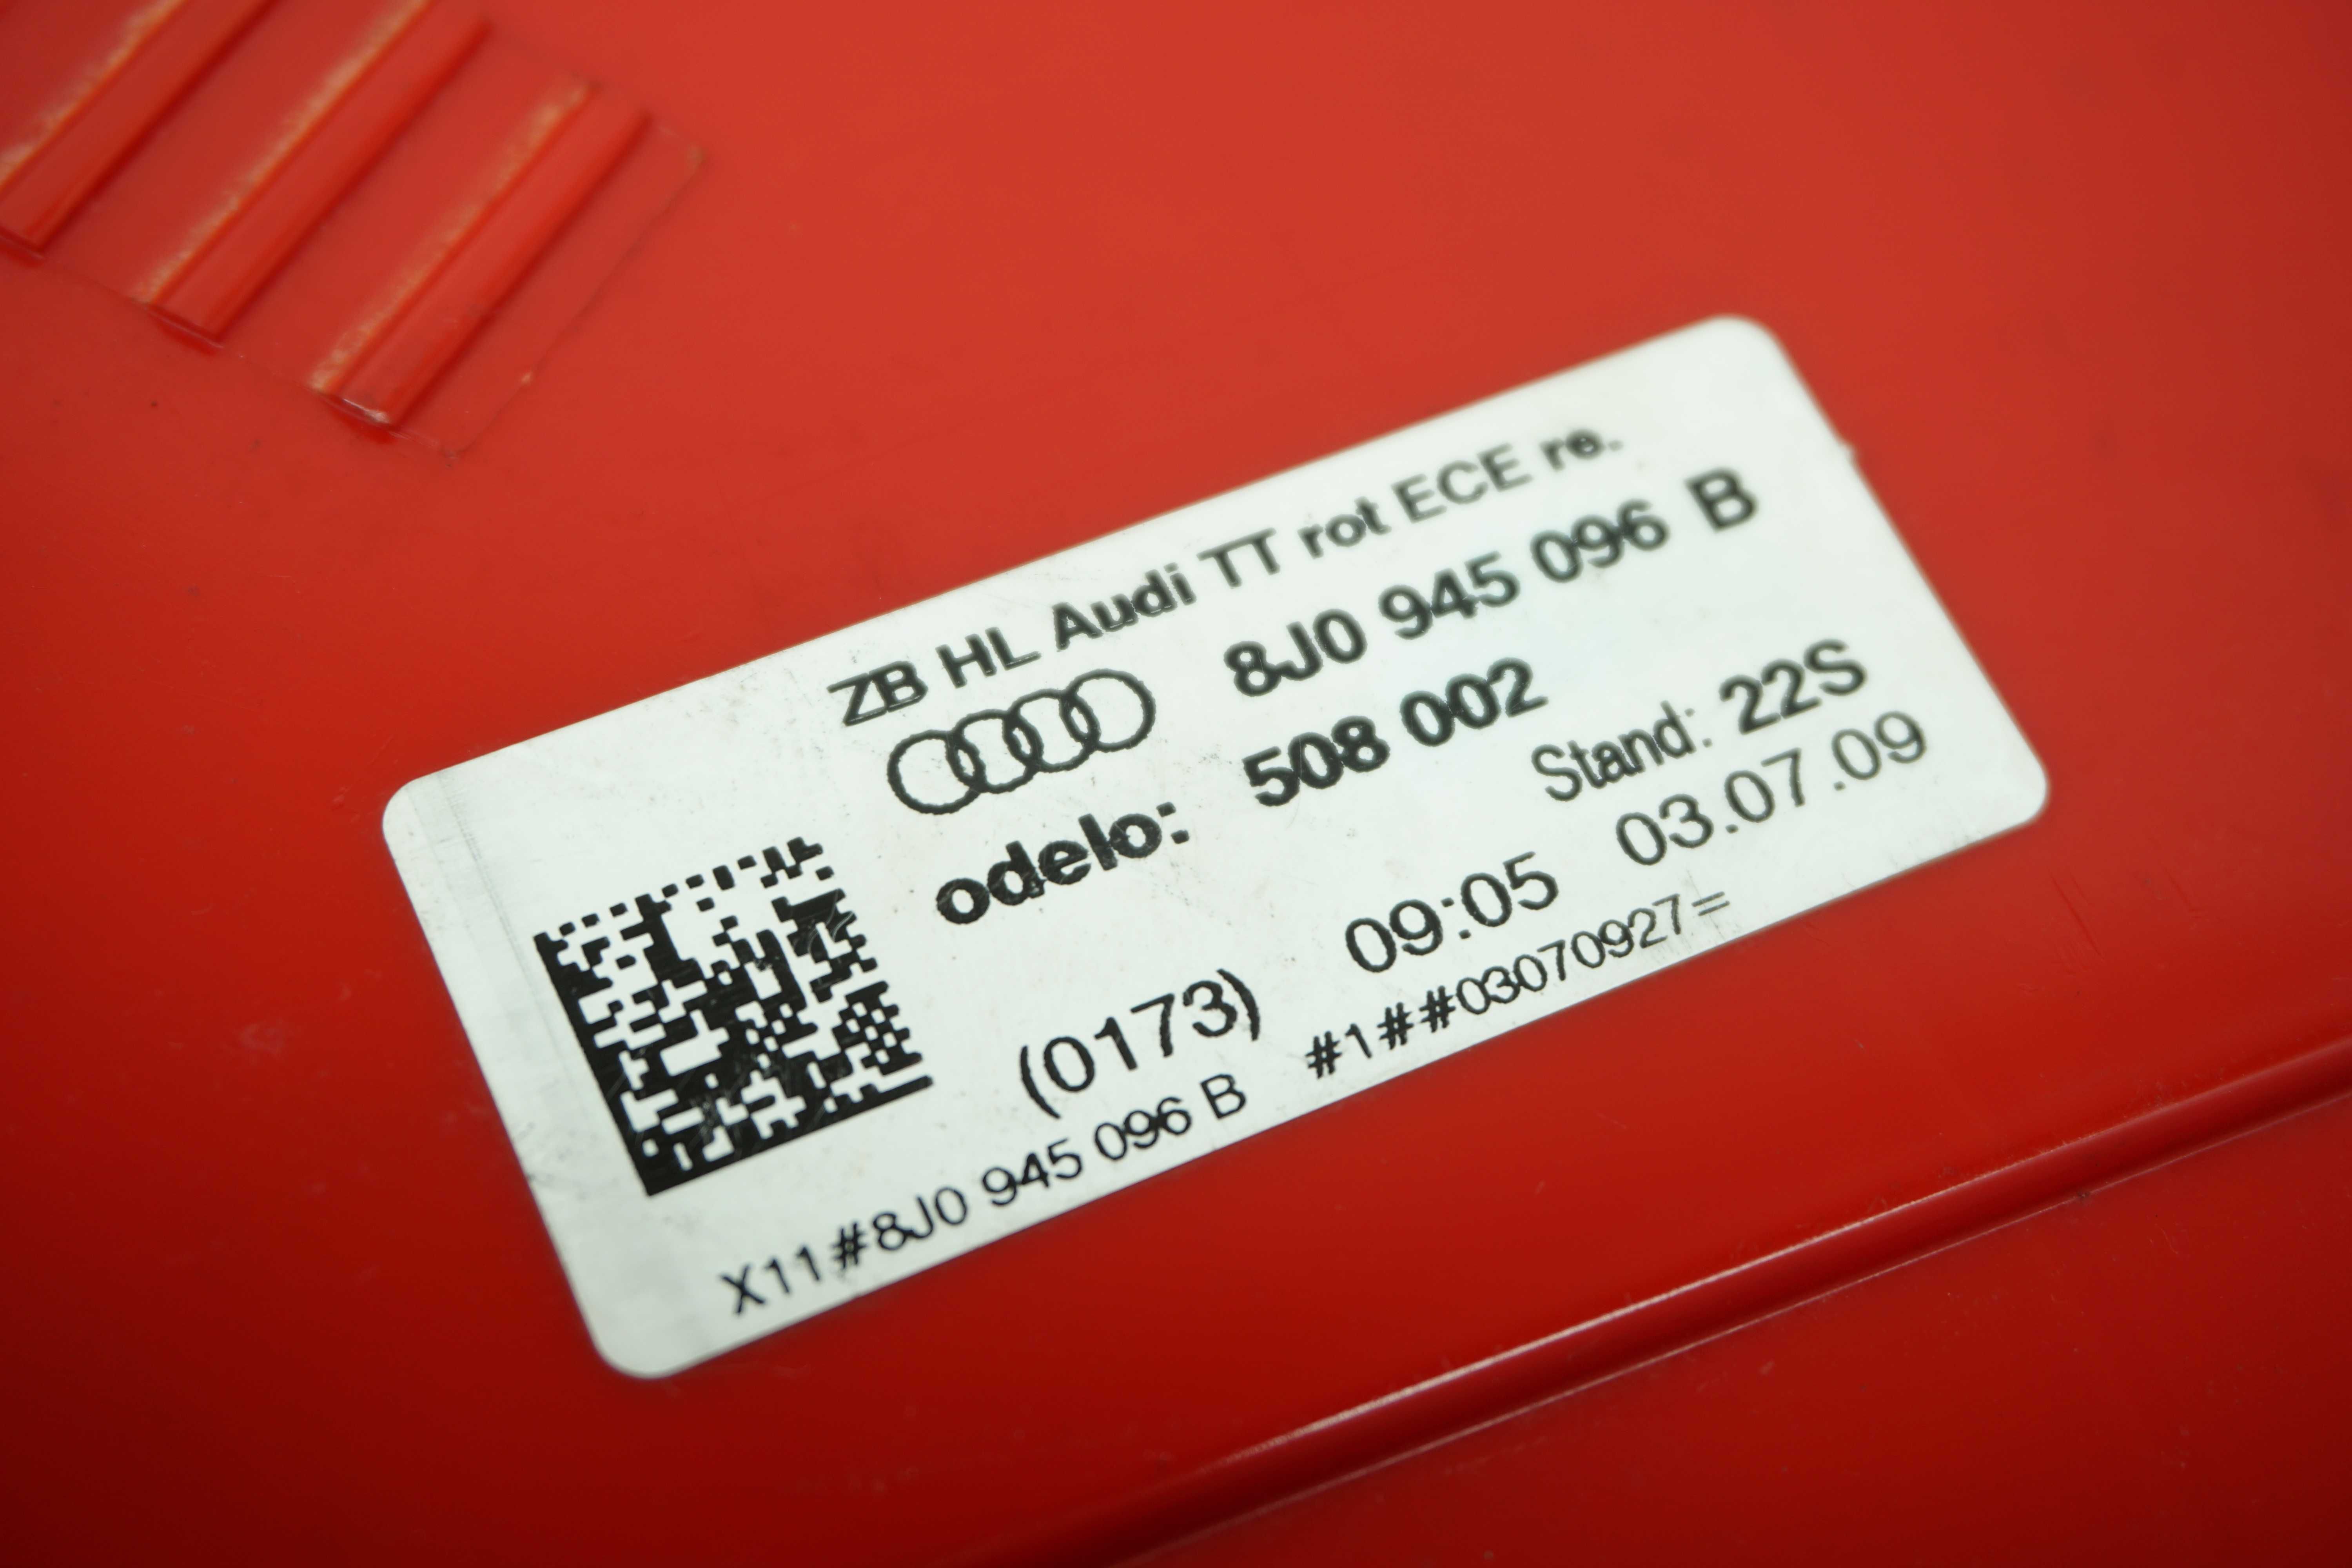 ZB HL Audi TT rot ECE re.
8J0 945 096 B
odelo: 508 002
Stand: 22S
(0173) 09:05 03.07.09
X11#8J0 945 096 B #1##03070927=